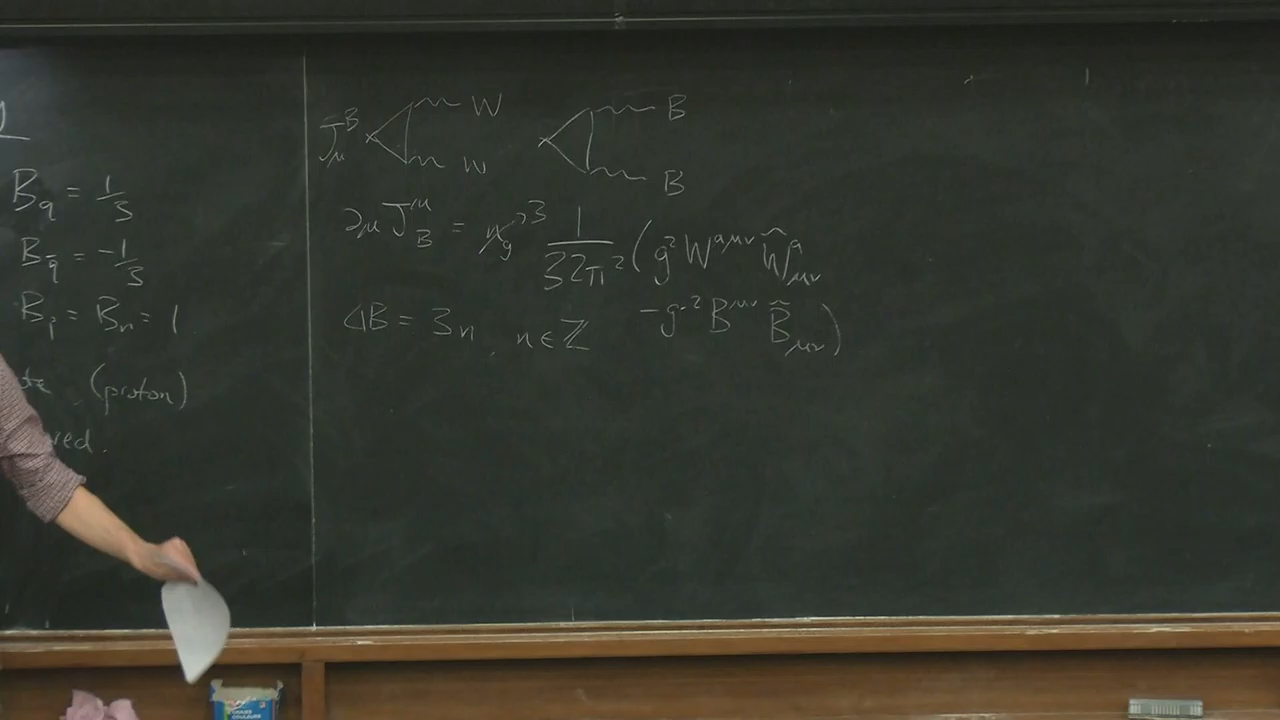 B_q = 1/3
B_q̄ = -1/3
B_p = B_n = 1
(proton)
J_μ^B W W B B
∂_μ J^μ_B = n_g 3 1/(32π²) (g² W^{aμν} W̃^a_{μν}
- g'² B^{μν} B̃_{μν})
ΔB = 3n, n ∈ ℤ